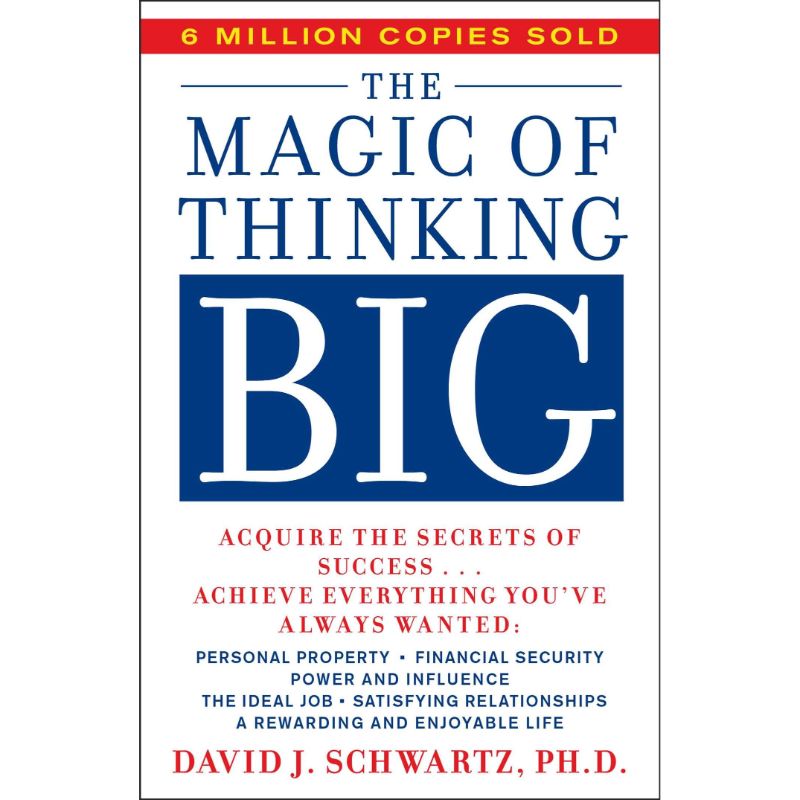 6 MILLION COPIES SOLD
THE
MAGIC OF
THINKING
BIG
ACQUIRE THE SECRETS OF
SUCCESS . . .
ACHIEVE EVERYTHING YOU'VE
ALWAYS WANTED:
PERSONAL PROPERTY • FINANCIAL SECURITY
POWER AND INFLUENCE
THE IDEAL JOB • SATISFYING RELATIONSHIPS
A REWARDING AND ENJOYABLE LIFE
DAVID J. SCHWARTZ, PH.D.